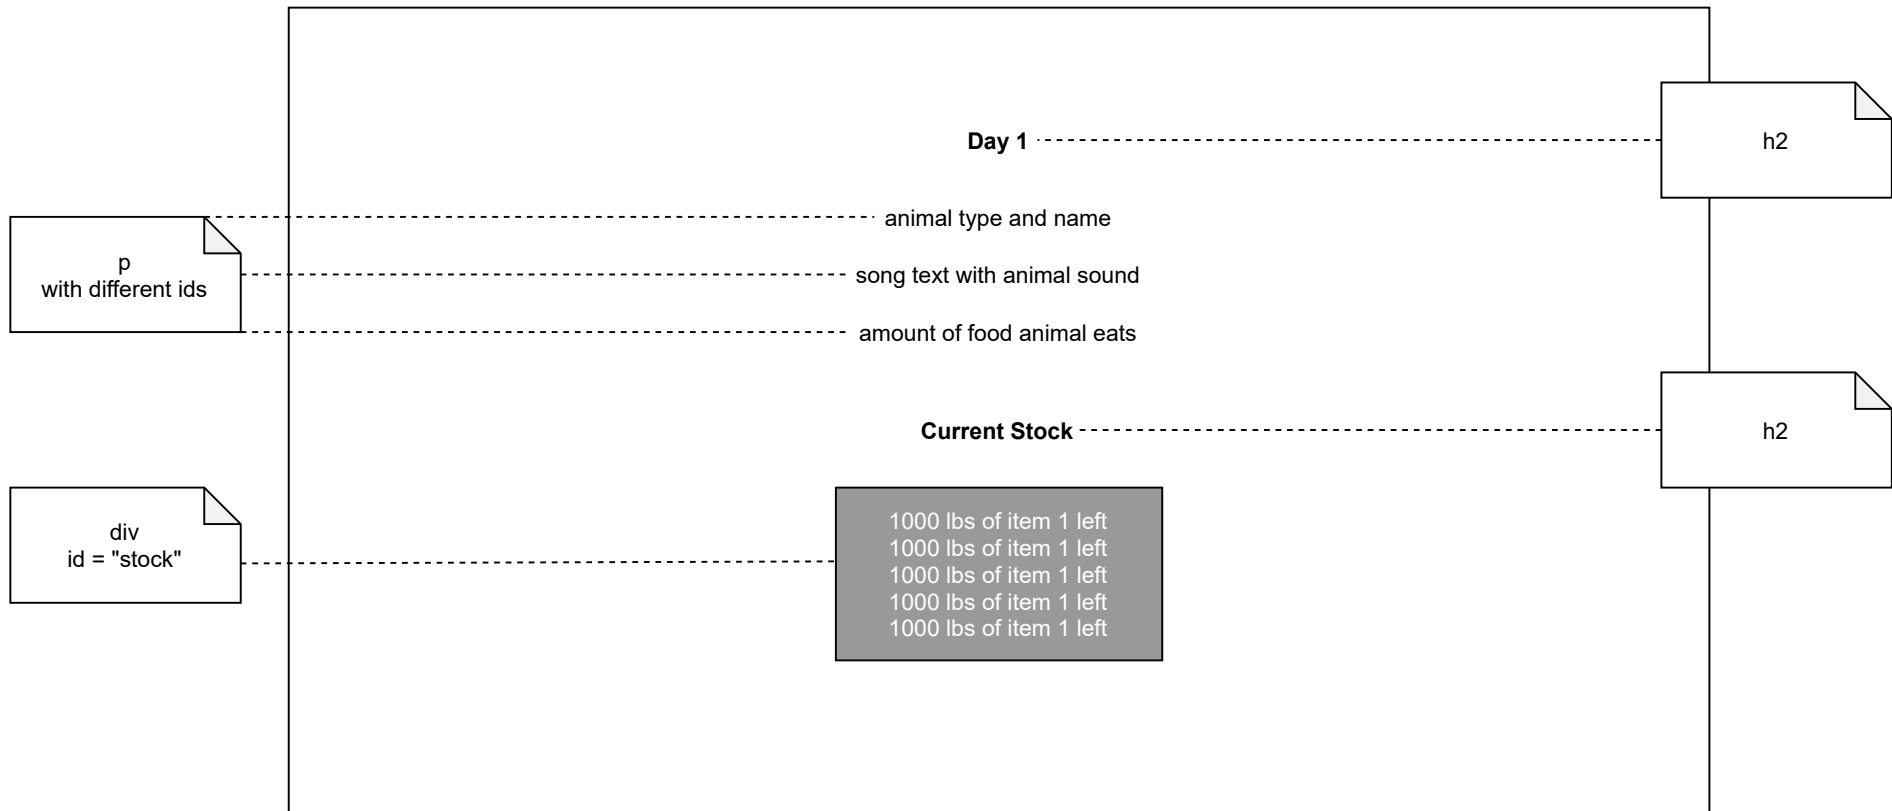 Day 1
h2
animal type and name
p
with different ids
song text with animal sound
amount of food animal eats
Current Stock
h2
div
id = "stock"
1000 lbs of item 1 left
1000 lbs of item 1 left
1000 lbs of item 1 left
1000 lbs of item 1 left
1000 lbs of item 1 left